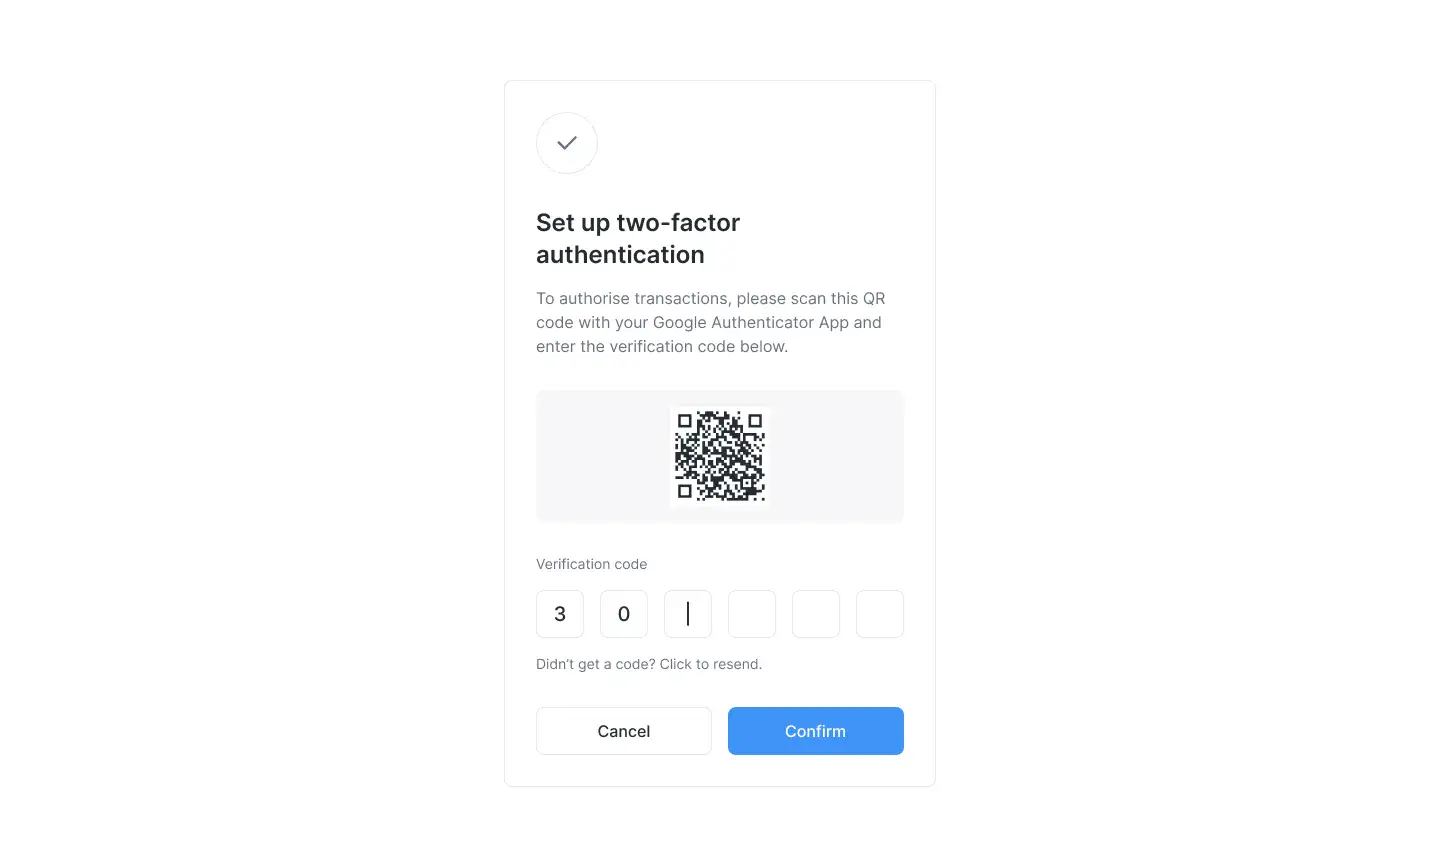 Set up two-factor
authentication
To authorise transactions, please scan this QR
code with your Google Authenticator App and
enter the verification code below.
Verification code
3 0
Didn't get a code? Click to resend.
Cancel Confirm